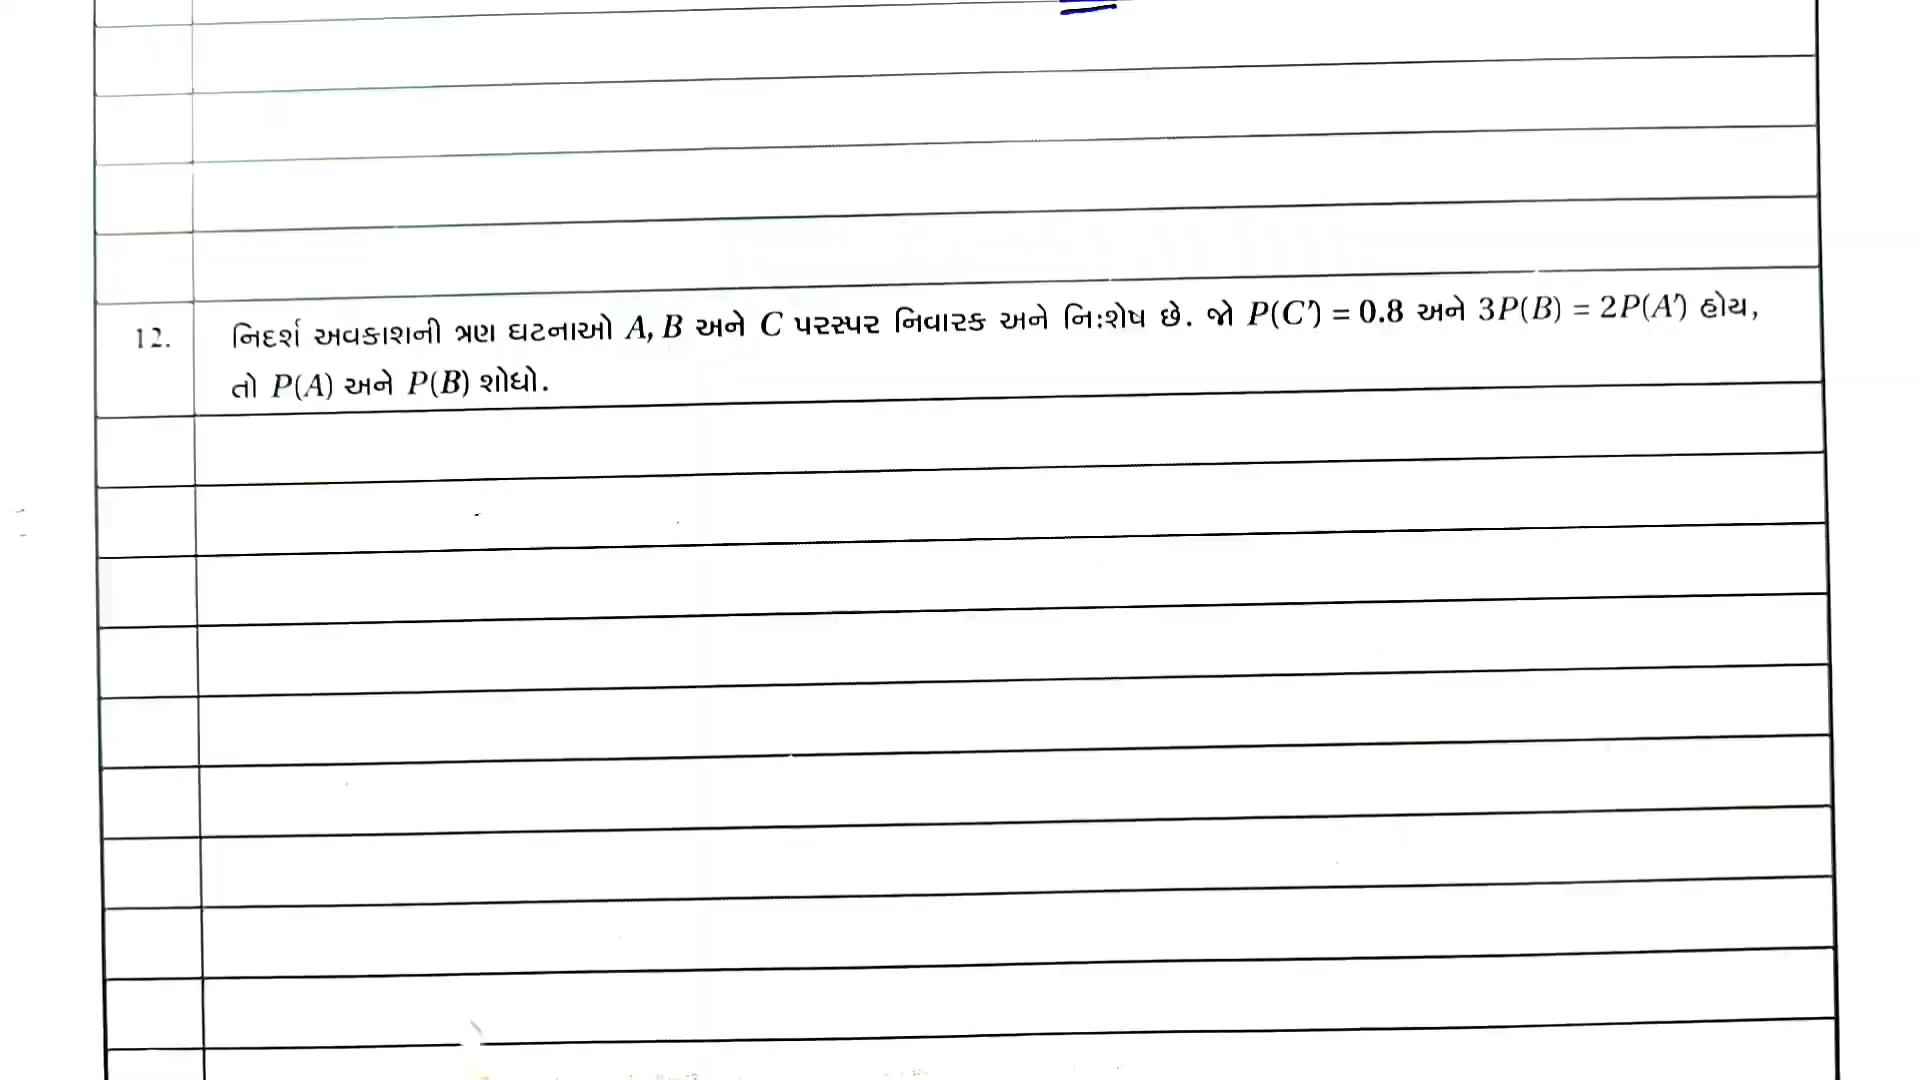 12. નિદર્શ અવકાશની ત્રણ ઘટનાઓ A, B અને C પરસ્પર નિવારક અને નિઃશેષ છે. જો P(C′) = 0.8 અને 3P(B) = 2P(A′) હોય,
તો P(A) અને P(B) શોધો.